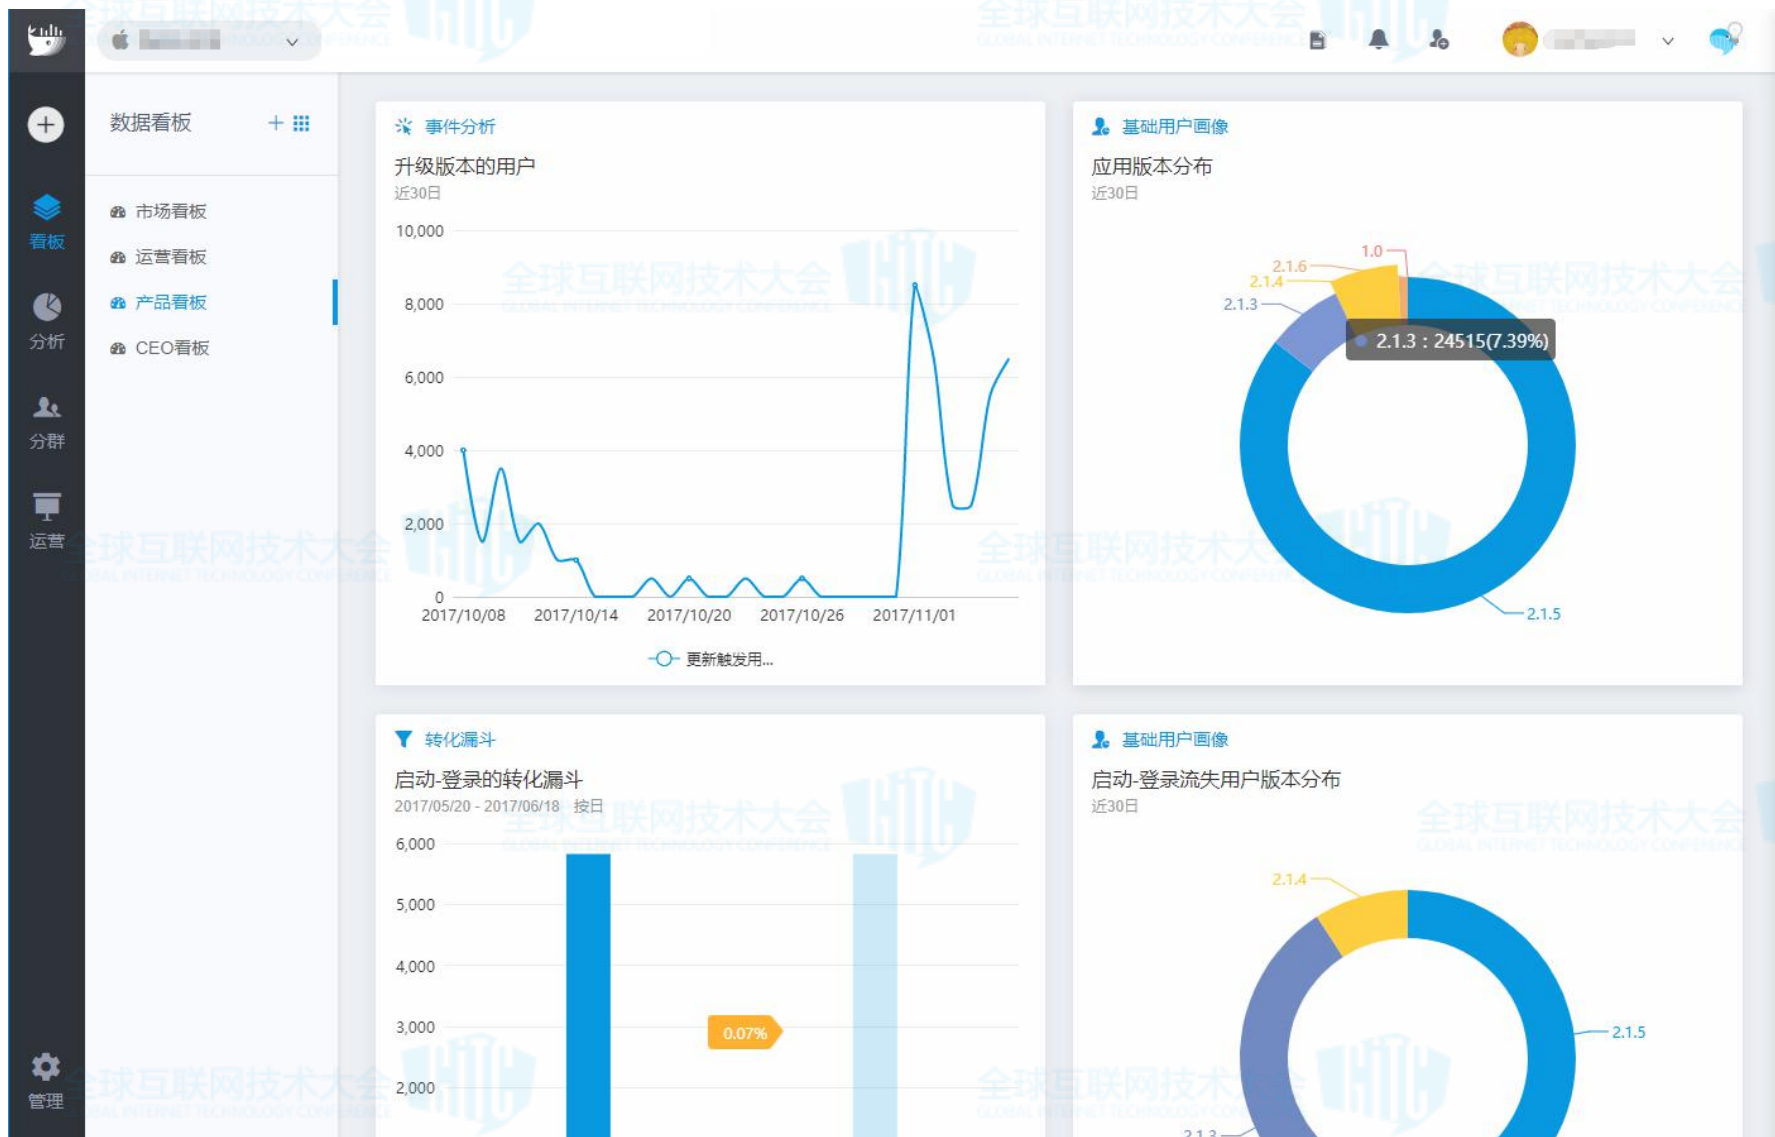 数据看板
看板
分析
分群
运营
管理
市场看板
运营看板
产品看板
CEO看板
事件分析
升级版本的用户
近30日
10,000
8,000
6,000
4,000
2,000
0
2017/10/08 2017/10/14 2017/10/20 2017/10/26 2017/11/01
更新触发用...
基础用户画像
应用版本分布
近30日
1.0
2.1.6
2.1.4
2.1.3
2.1.3 : 24515(7.39%)
2.1.5
转化漏斗
启动-登录的转化漏斗
2017/05/20 - 2017/06/18 按日
6,000
5,000
4,000
3,000
2,000
0.07%
基础用户画像
启动-登录流失用户版本分布
近30日
2.1.4
2.1.5
2.1.3
全球互联网技术大会
GLOBAL INTERNET TECHNOLOGY CONFERENCE